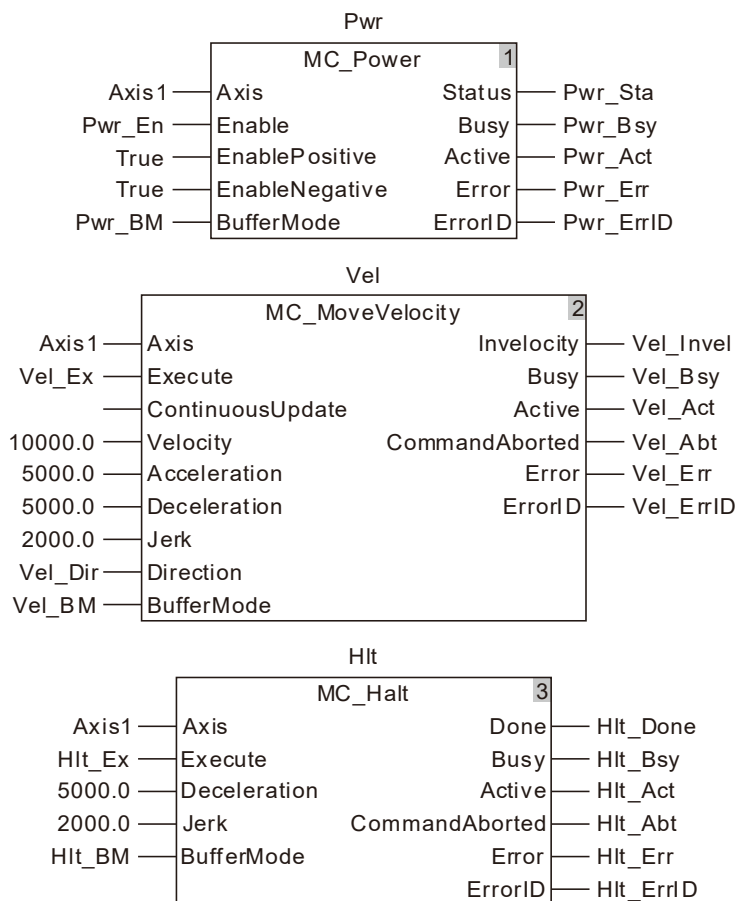 Pwr
MC_Power 1
Axis1 Axis Status Pwr_Sta
Pwr_En Enable Busy Pwr_Bsy
True EnablePositive Active Pwr_Act
True EnableNegative Error Pwr_Err
Pwr_BM BufferMode ErrorID Pwr_ErrID
Vel
MC_MoveVelocity 2
Axis1 Axis Invelocity Vel_Invel
Vel_Ex Execute Busy Vel_Bsy
ContinuousUpdate Active Vel_Act
10000.0 Velocity CommandAborted Vel_Abt
5000.0 Acceleration Error Vel_Err
5000.0 Deceleration ErrorID Vel_ErrID
2000.0 Jerk
Vel_Dir Direction
Vel_BM BufferMode
Hlt
MC_Halt 3
Axis1 Axis Done Hlt_Done
Hlt_Ex Execute Busy Hlt_Bsy
5000.0 Deceleration Active Hlt_Act
2000.0 Jerk CommandAborted Hlt_Abt
Hlt_BM BufferMode Error Hlt_Err
ErrorID Hlt_ErrID